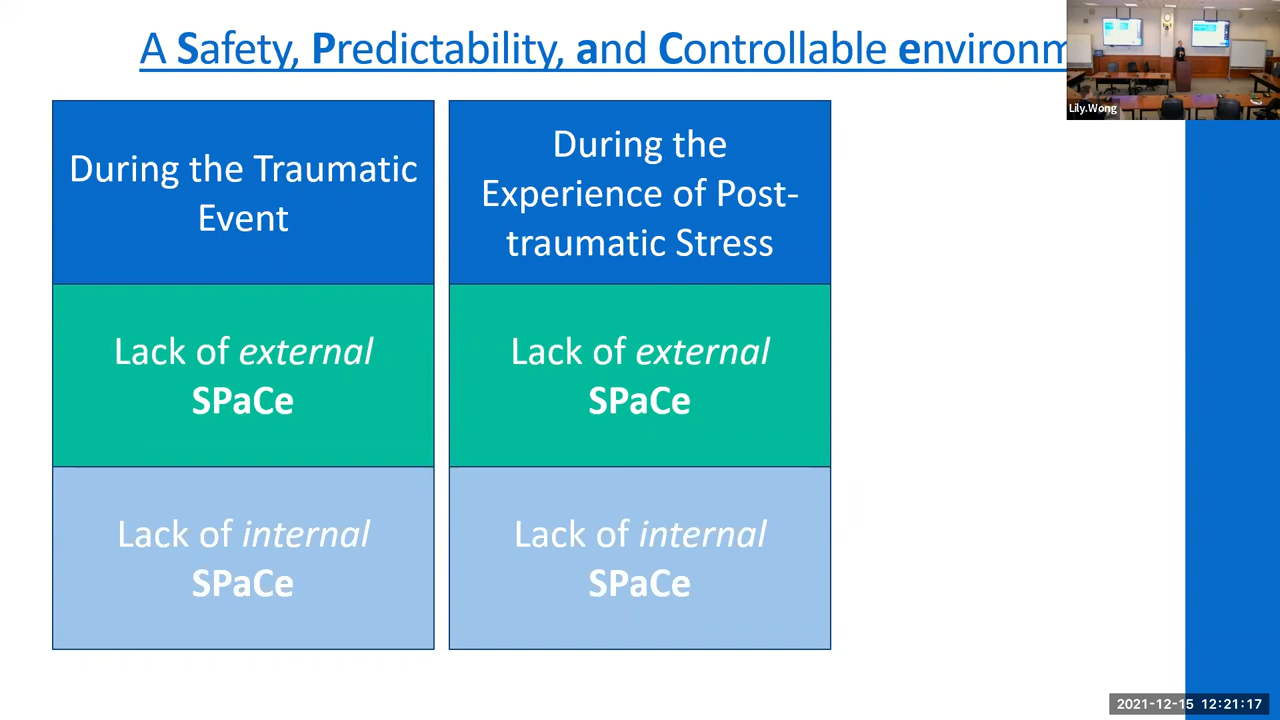 A Safety, Predictability, and Controllable environm
Lily.Wong
During the Traumatic
Event
During the
Experience of Post-
traumatic Stress
Lack of external
SPaCe
Lack of external
SPaCe
Lack of internal
SPaCe
Lack of internal
SPaCe
2021-12-15 12:21:17